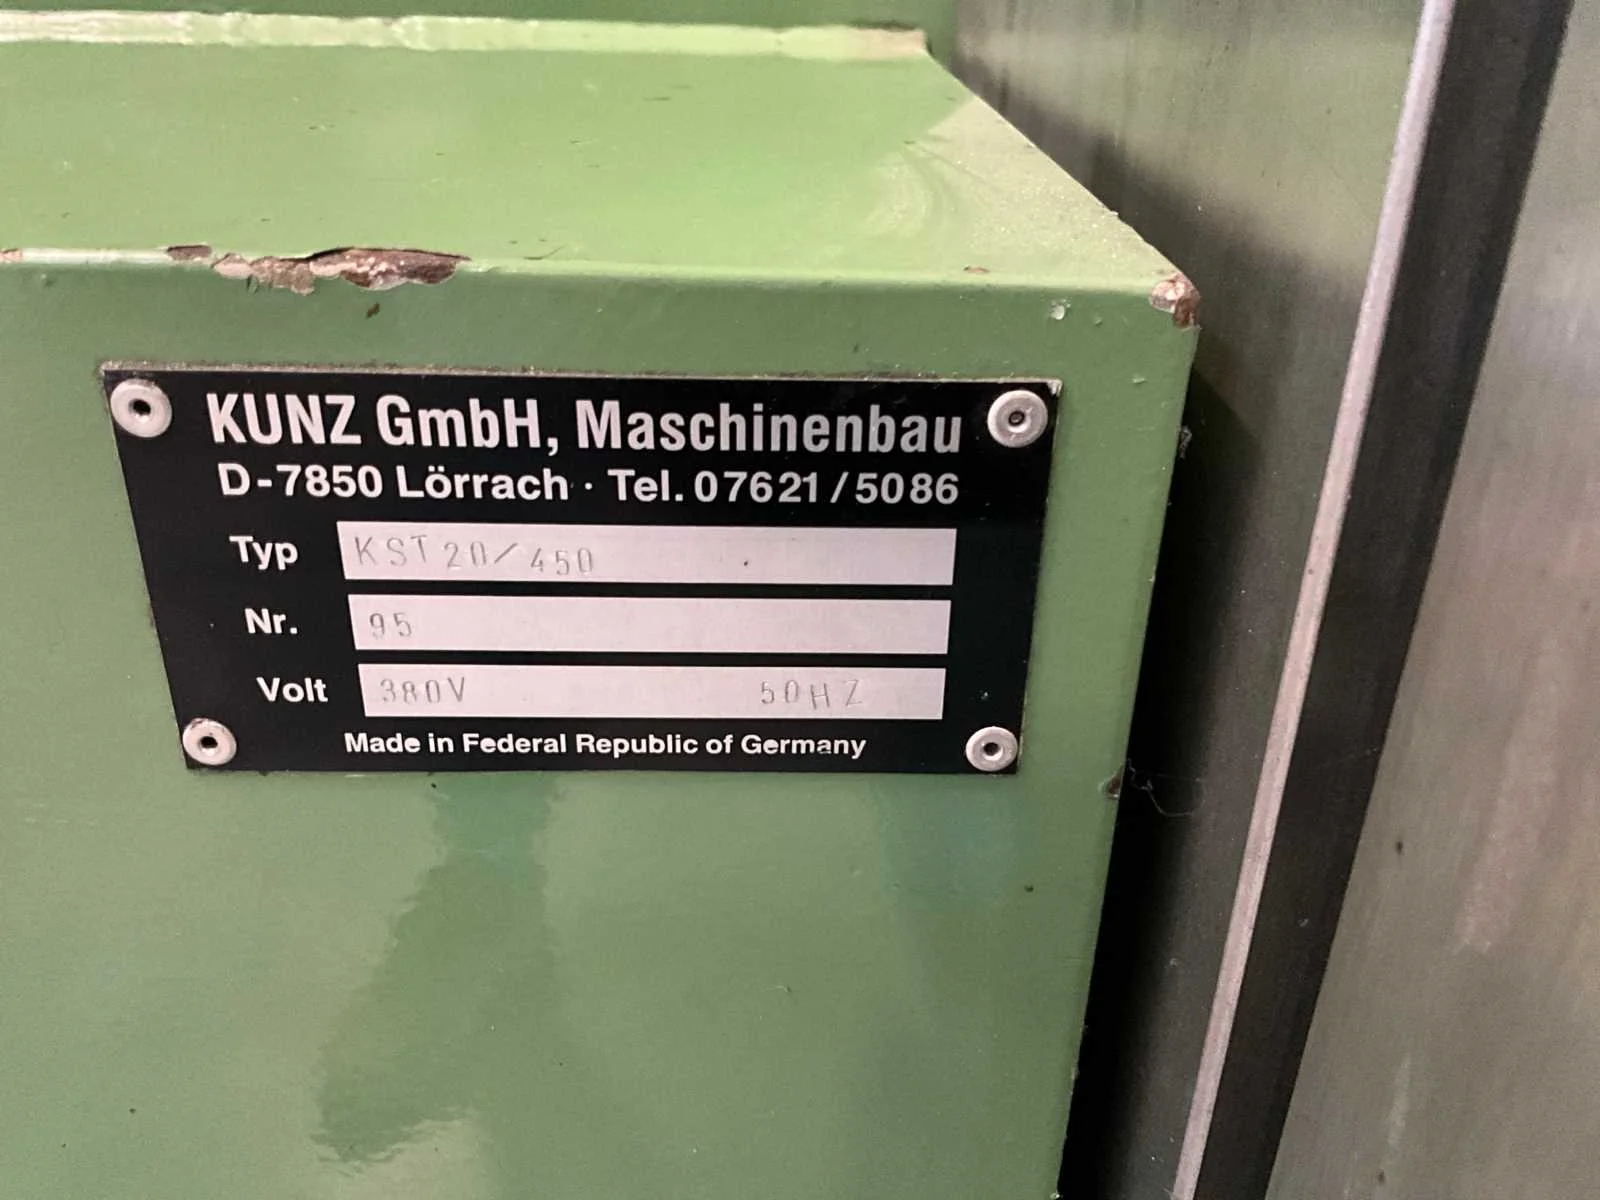 KUNZ GmbH, Maschinenbau
D-7850 Lörrach · Tel. 07621/5086
Typ KST 20/450
Nr. 95
Volt 380V 50HZ
Made in Federal Republic of Germany